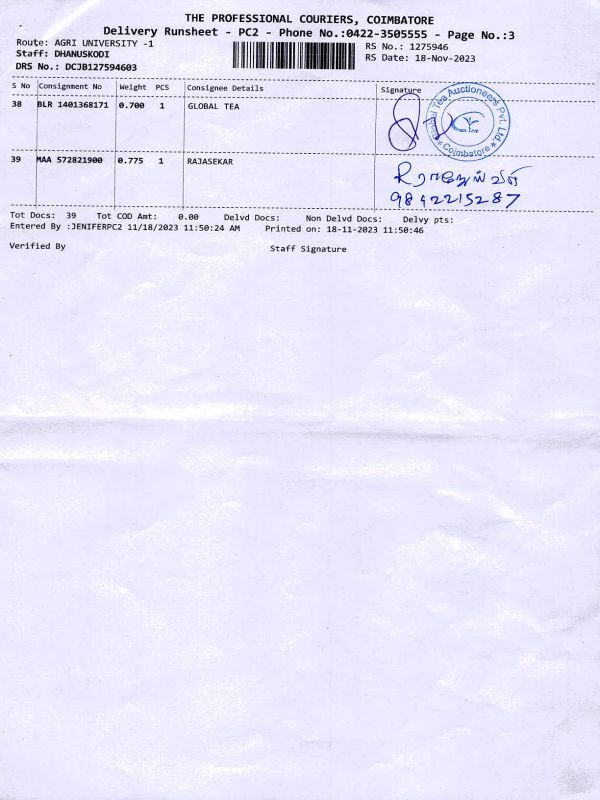 THE PROFESSIONAL COURIERS, COIMBATORE
Delivery Runsheet - PC2 - Phone No.:0422-3505555 - Page No.:3
Route: AGRI UNIVERSITY -1
Staff: DHANUSKODI
DRS No.: DCJB127594603
RS No.: 1275946
RS Date: 18-Nov-2023
S No Consignment No Weight PCS Consignee Details Signature
38 BLR 1401368171 0.700 1 GLOBAL TEA
Global Tea Auctioneers Pvt. Ltd
* Coimbatore *
39 MAA 572821900 0.775 1 RAJASEKAR
9842215287
Tot Docs: 39 Tot COD Amt: 0.00 Delvd Docs: Non Delvd Docs: Delvy pts:
Entered By :JENIFERPC2 11/18/2023 11:50:24 AM Printed on: 18-11-2023 11:50:46
Verified By Staff Signature